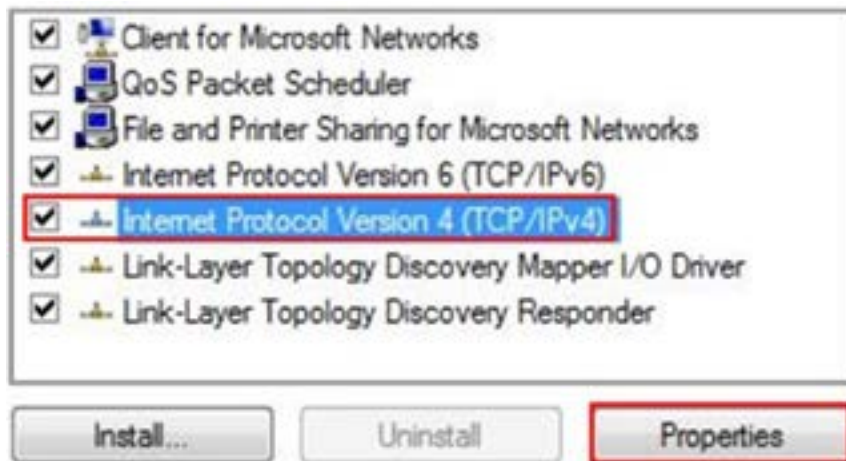 Client for Microsoft Networks
QoS Packet Scheduler
File and Printer Sharing for Microsoft Networks
Internet Protocol Version 6 (TCP/IPv6)
Internet Protocol Version 4 (TCP/IPv4)
Link-Layer Topology Discovery Mapper I/O Driver
Link-Layer Topology Discovery Responder
Install... Uninstall Properties